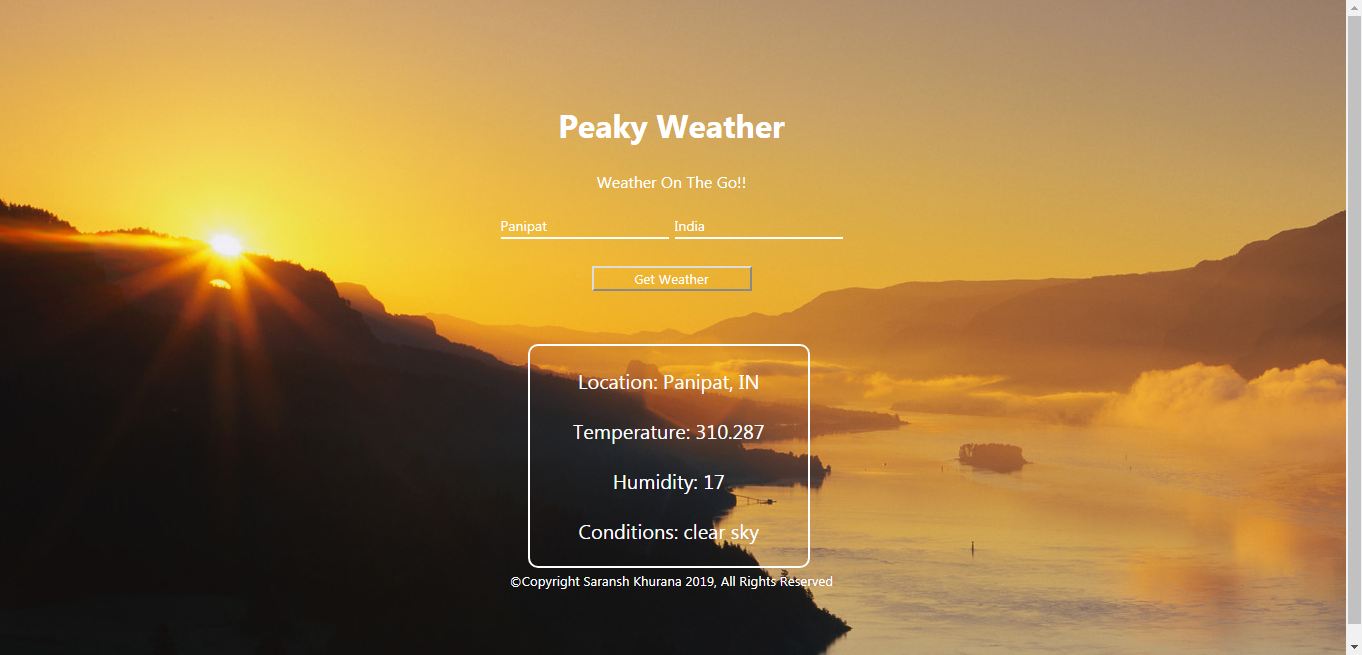 Peaky Weather
Weather On The Go!!
Panipat India
Get Weather
Location: Panipat, IN
Temperature: 310.287
Humidity: 17
Conditions: clear sky
©Copyright Saransh Khurana 2019, All Rights Reserved